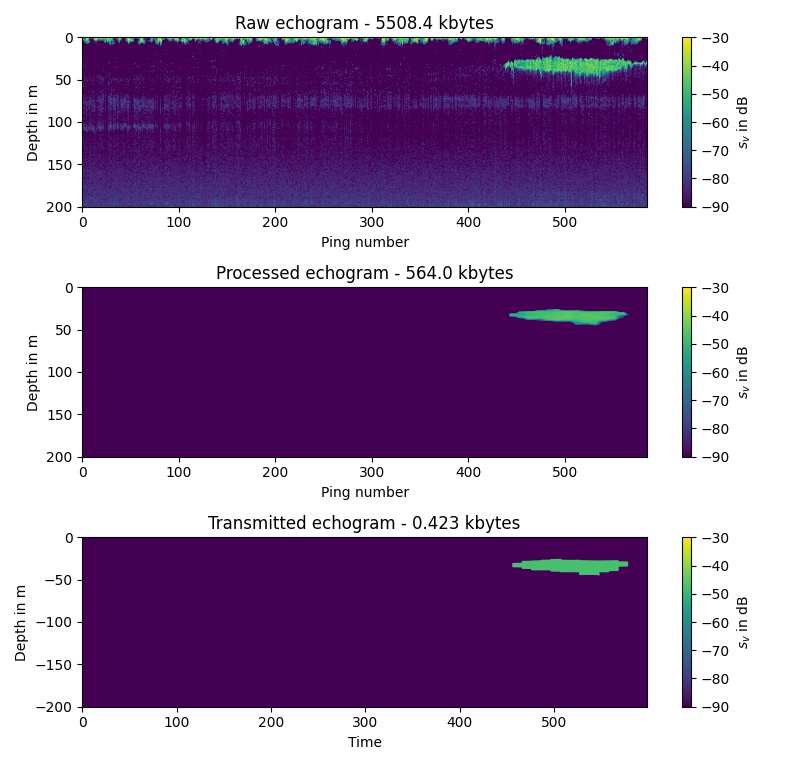 Raw echogram - 5508.4 kbytes
0
50
100
150
200
Depth in m
0 100 200 300 400 500
Ping number
−30
−40
−50
−60
−70
−80
−90
sv in dB
Processed echogram - 564.0 kbytes
0
50
100
150
200
Depth in m
0 100 200 300 400 500
Ping number
−30
−40
−50
−60
−70
−80
−90
sv in dB
Transmitted echogram - 0.423 kbytes
0
−50
−100
−150
−200
Depth in m
0 100 200 300 400 500
Time
−30
−40
−50
−60
−70
−80
−90
sv in dB